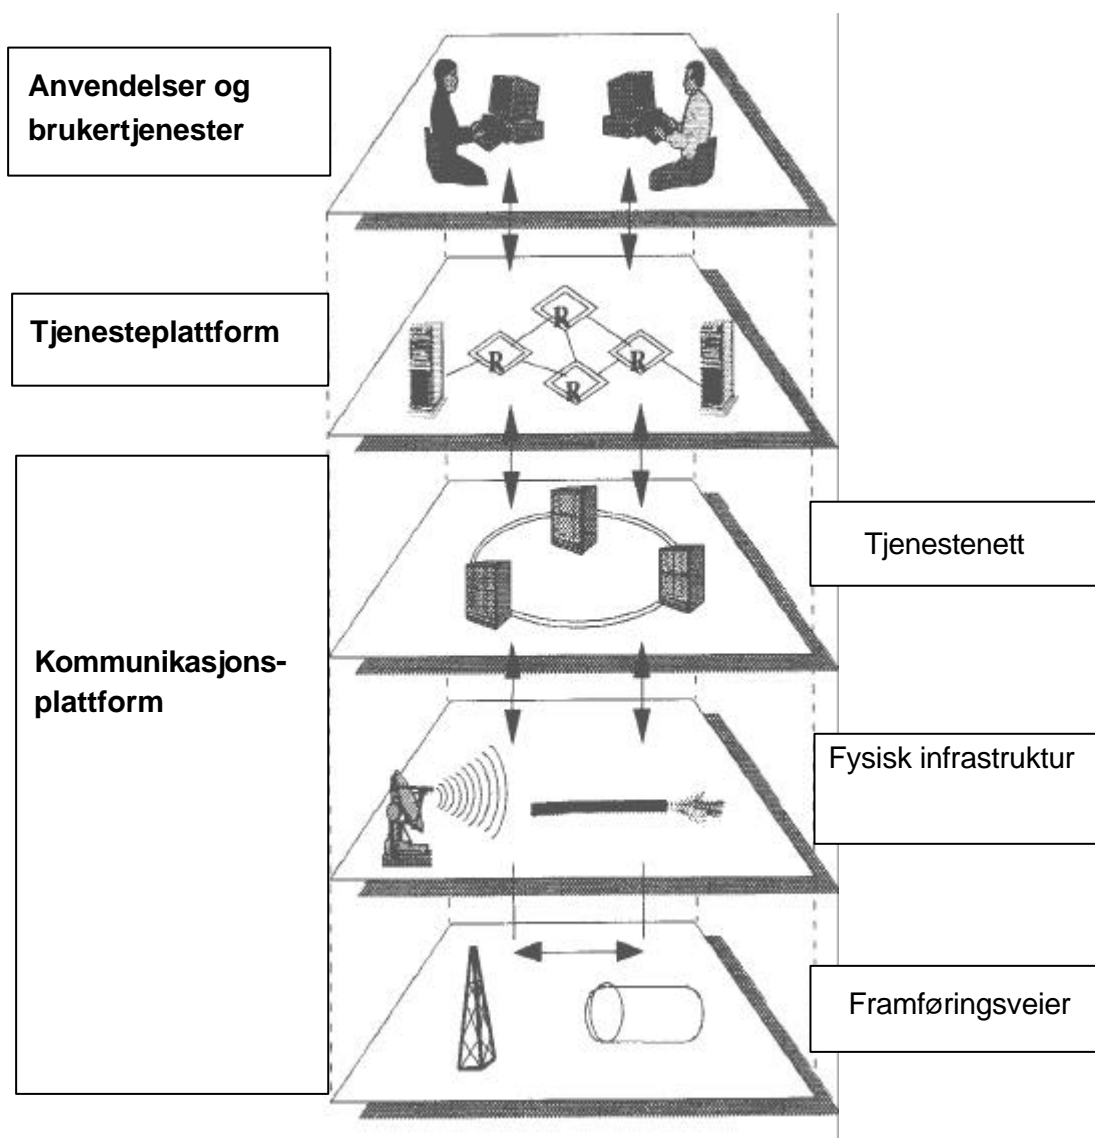 Anvendelser og
brukertjenester
Tjenesteplattform
R
R
R
R
Tjenestenett
Kommunikasjons-
plattform
Fysisk infrastruktur
Framføringsveier